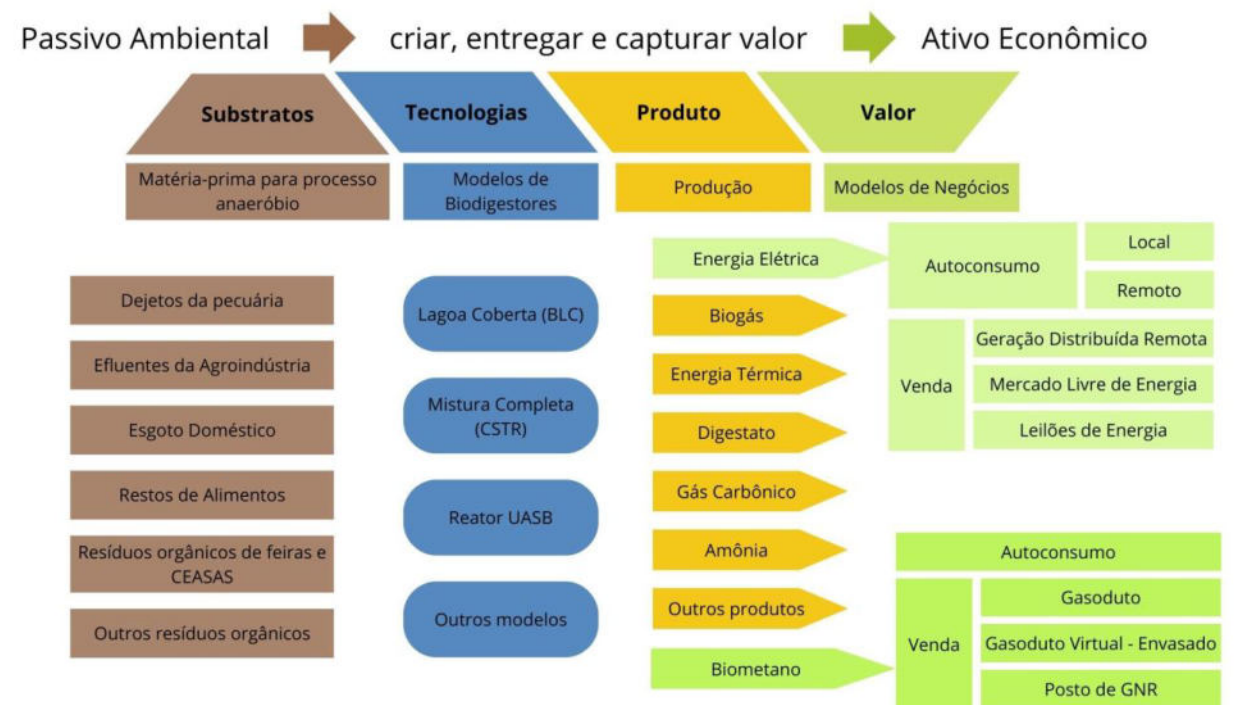 Passivo Ambiental
criar, entregar e capturar valor
Ativo Econômico
Substratos
Tecnologias
Produto
Valor
Matéria-prima para processo
anaeróbio
Modelos de
Biodigestores
Produção
Modelos de Negócios
Dejetos da pecuária
Efluentes da Agroindústria
Esgoto Doméstico
Restos de Alimentos
Resíduos orgânicos de feiras e
CEASAS
Outros resíduos orgânicos
Lagoa Coberta (BLC)
Mistura Completa
(CSTR)
Reator UASB
Outros modelos
Energia Elétrica
Biogás
Energia Térmica
Digestato
Gás Carbônico
Amônia
Outros produtos
Biometano
Autoconsumo
Local
Remoto
Venda
Geração Distribuída Remota
Mercado Livre de Energia
Leilões de Energia
Autoconsumo
Venda
Gasoduto
Gasoduto Virtual - Envasado
Posto de GNR